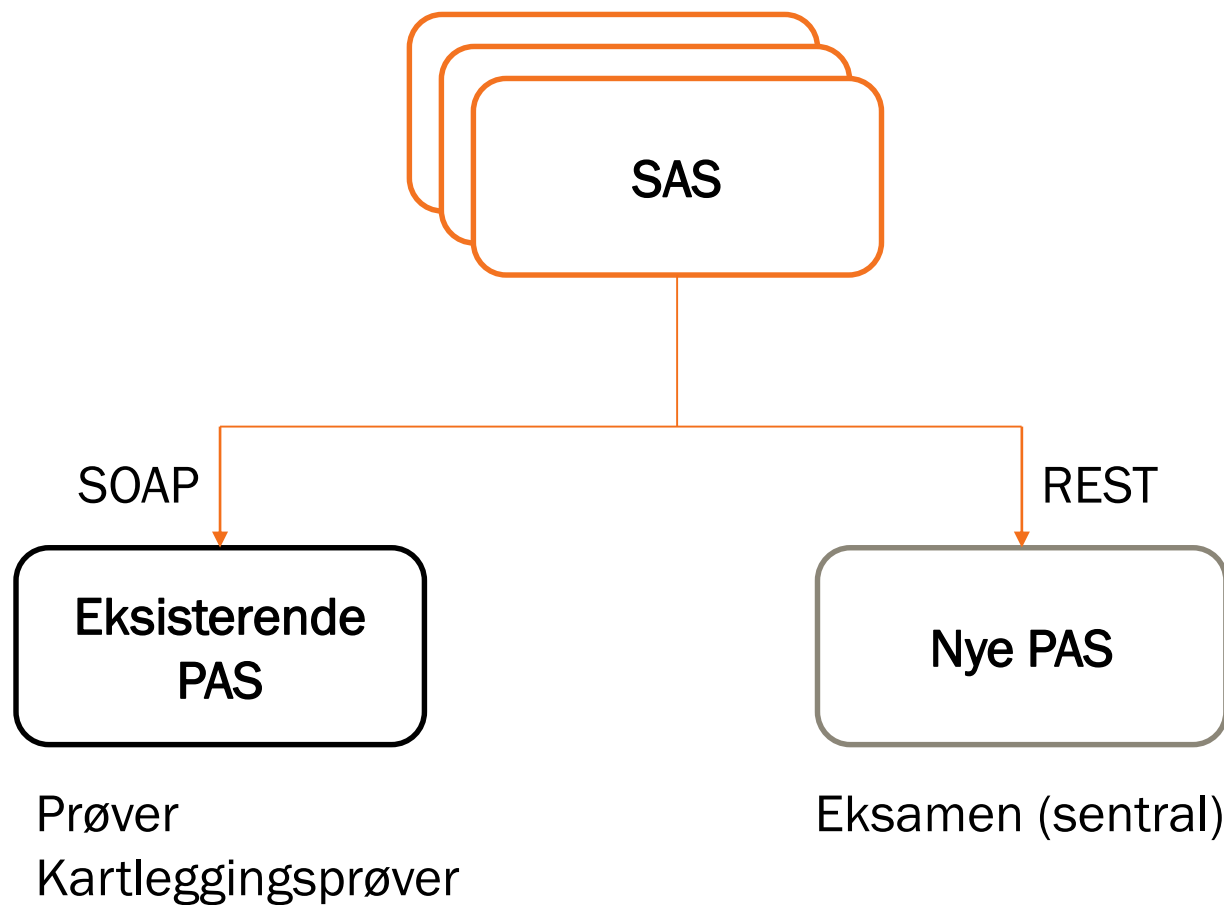 SAS
SOAP
REST
Eksisterende
PAS
Nye PAS
Prøver
Kartleggingsprøver
Eksamen (sentral)